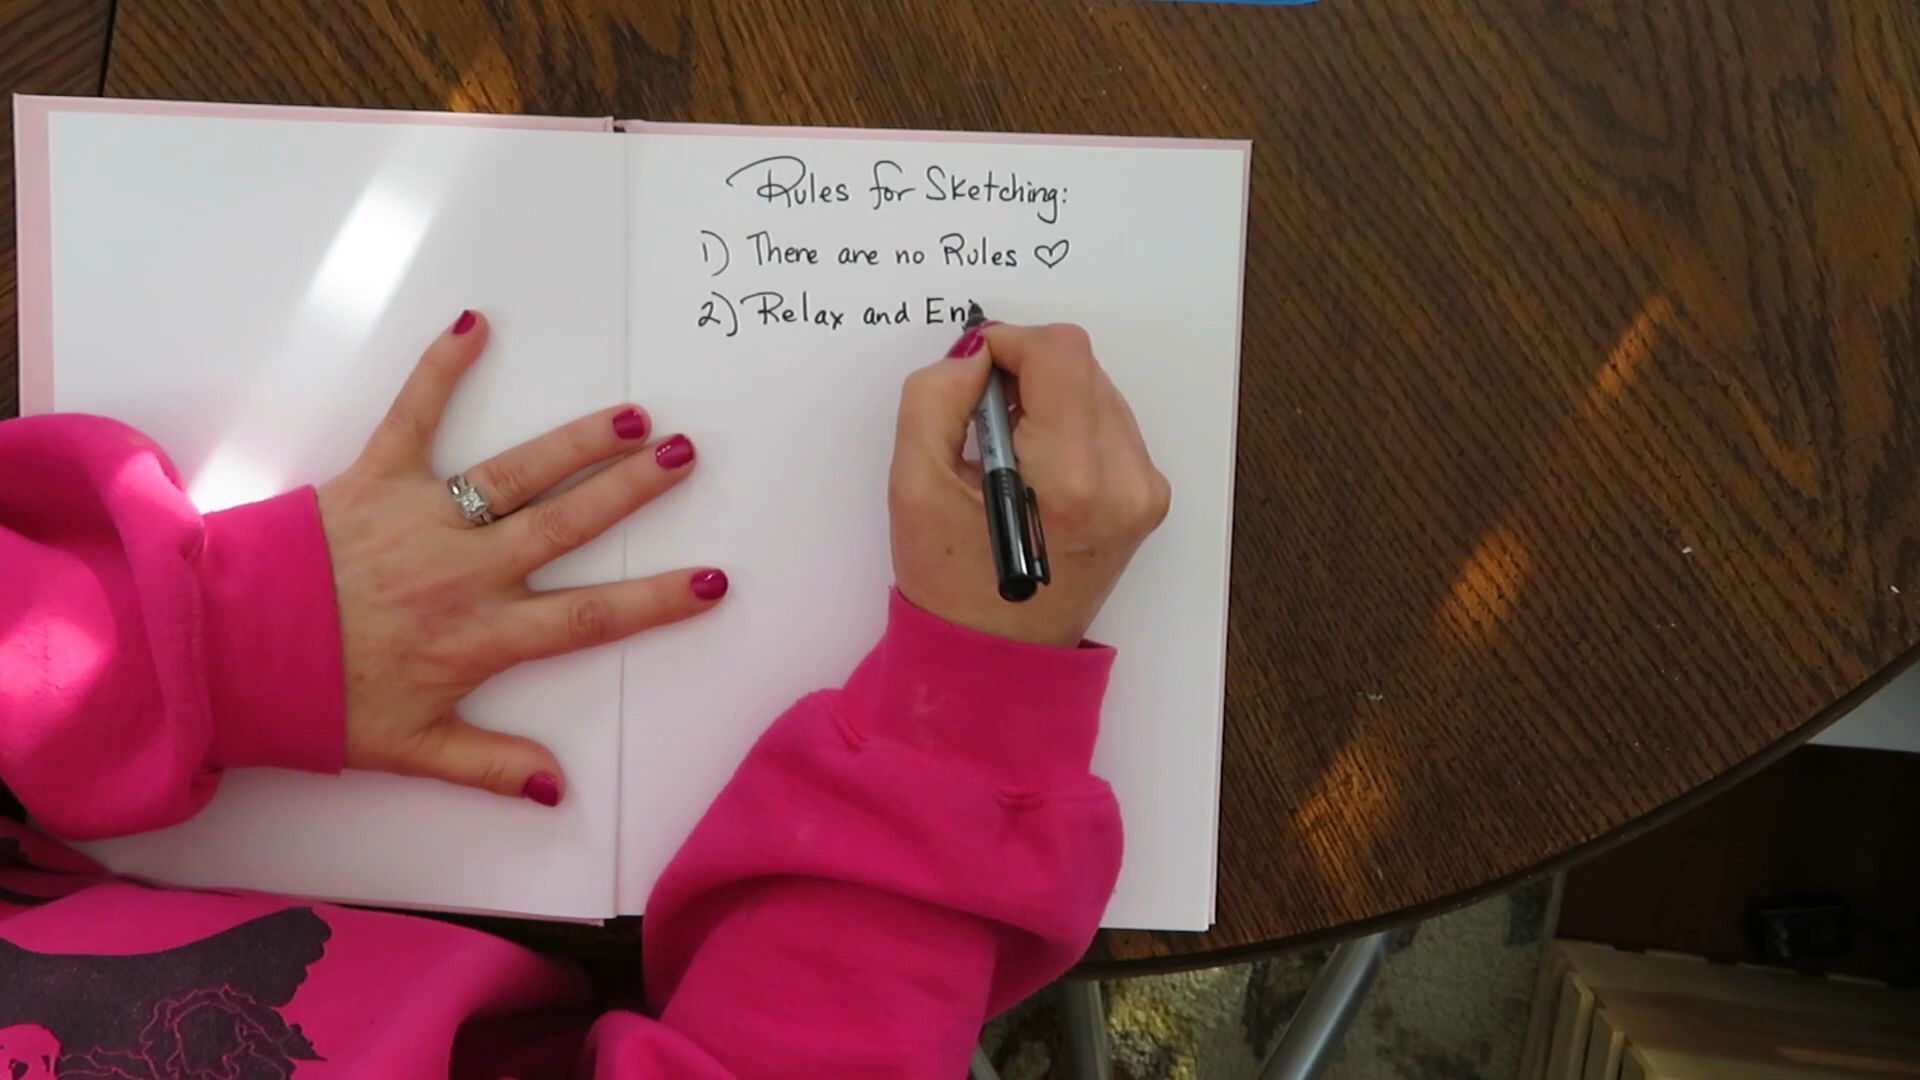 Rules for Sketching:
1) There are no Rules ♡
2) Relax and En